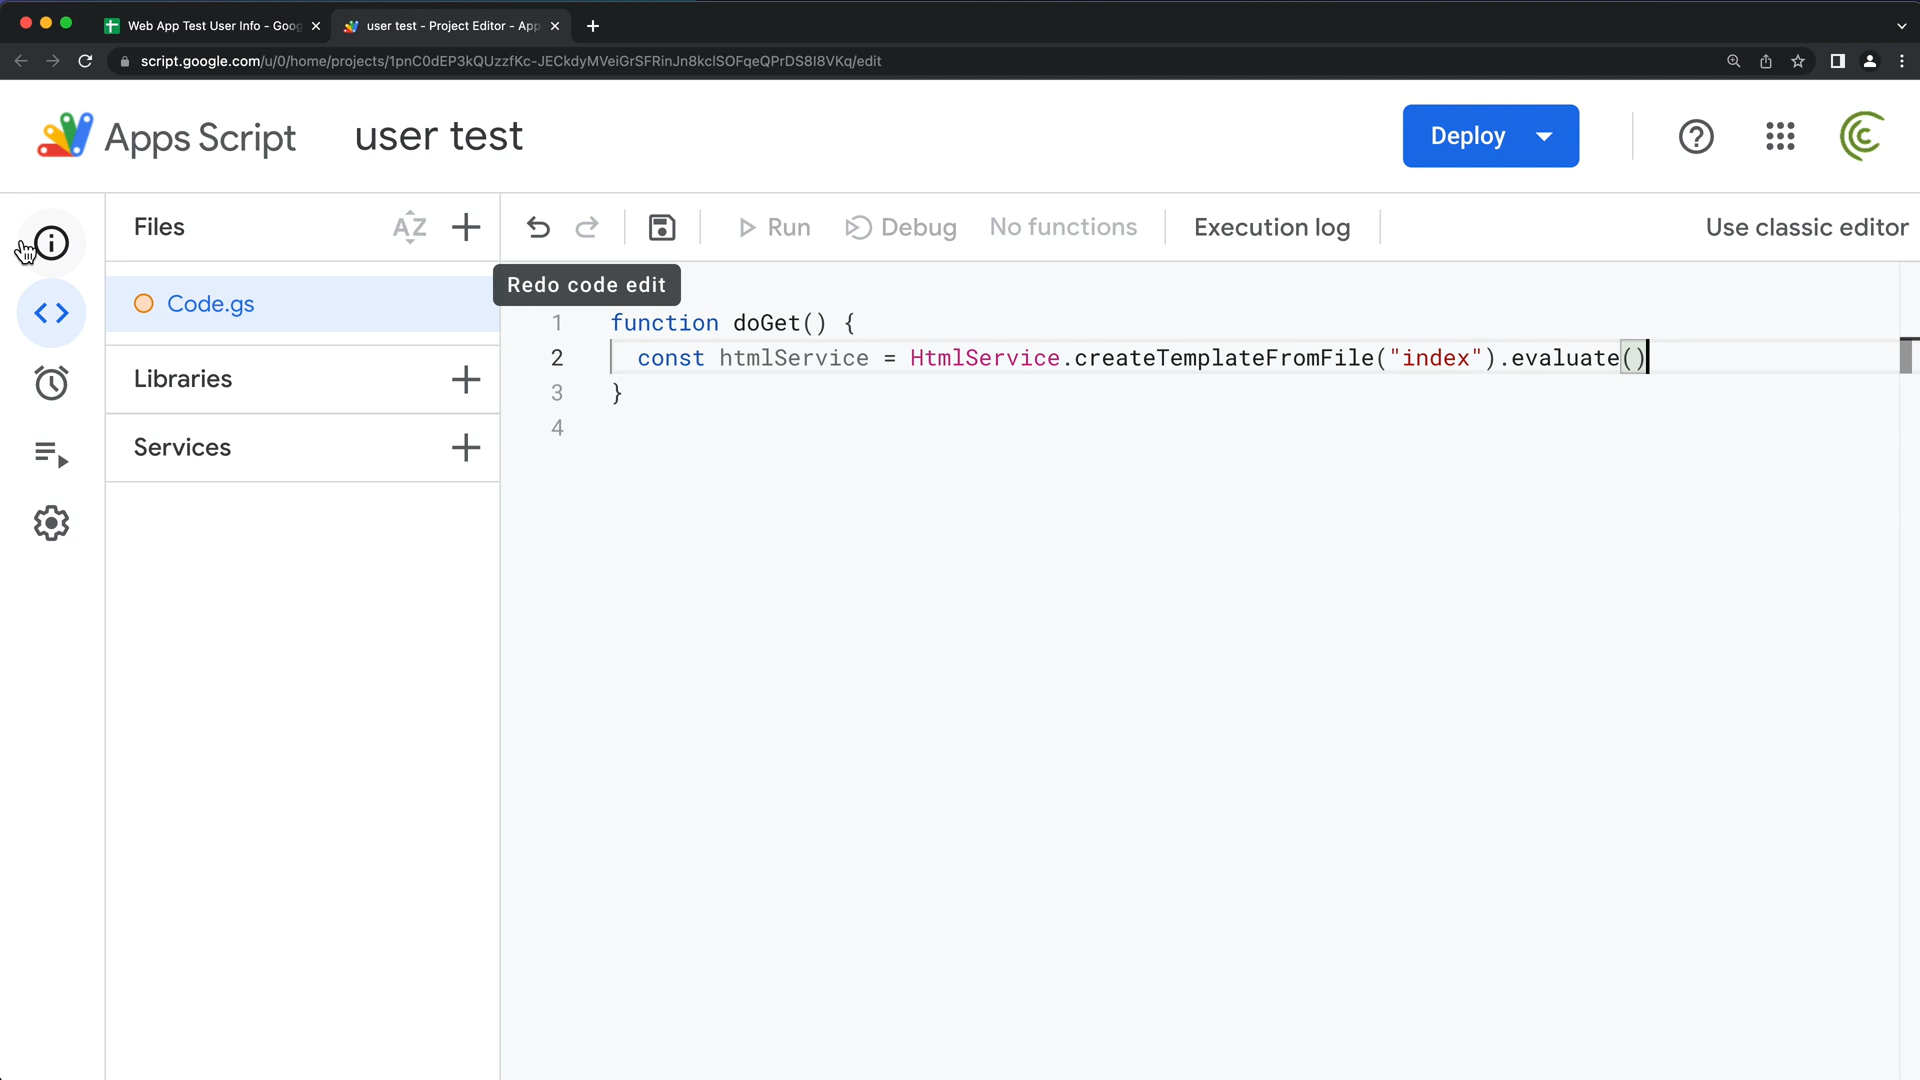 Web App Test User Info - Goog
user test - Project Editor - App
script.google.com/u/0/home/projects/1pnC0dEP3kQUzzfKc-JECkdyMVeiGrSFRinJn8kclSOFqeQPrDS8I8VKq/edit
Apps Script
user test
Deploy
Files
AZ
Run
Debug
No functions
Execution log
Use classic editor
Redo code edit
Code.gs
Libraries
Services
1 function doGet() {
2 const htmlService = HtmlService.createTemplateFromFile("index").evaluate()
3 }
4